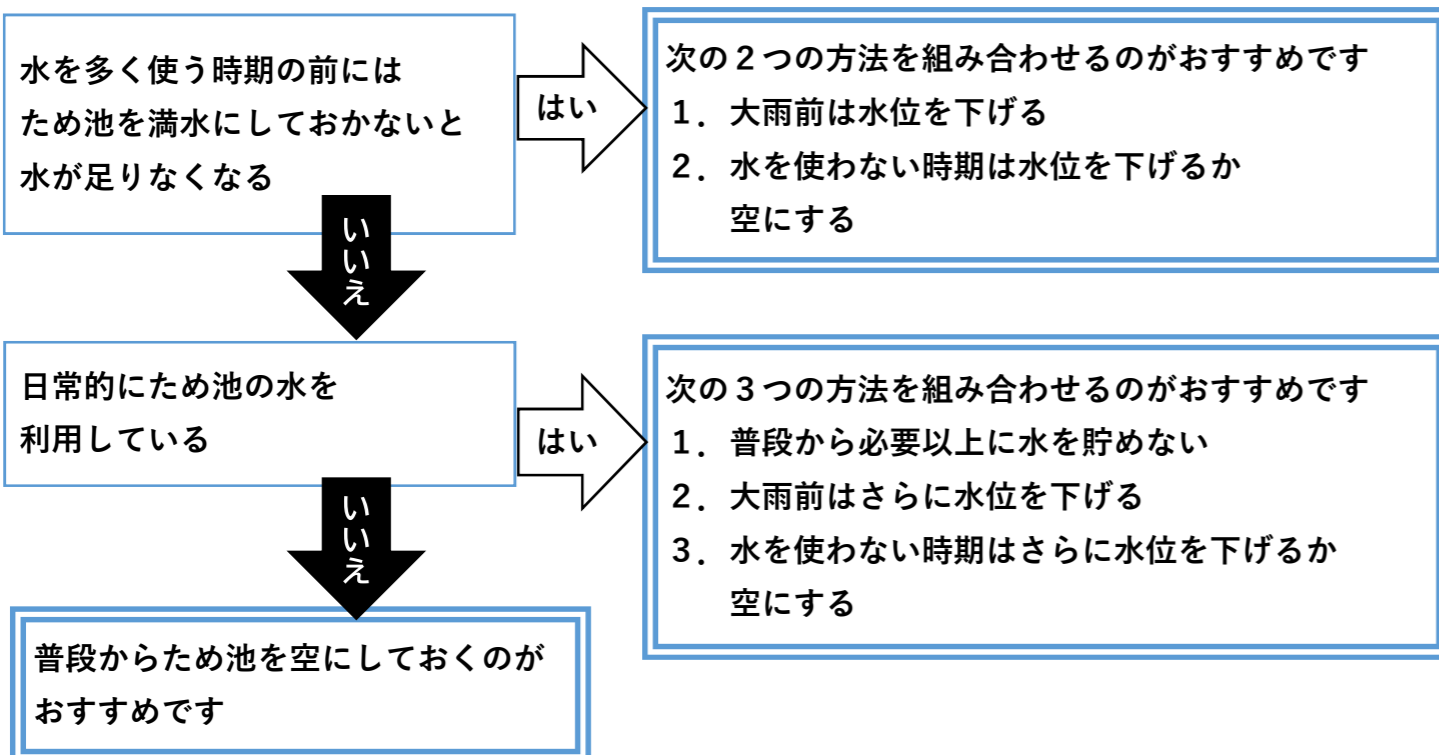 水を多く使う時期の前には
ため池を満水にしておかないと
水が足りなくなる
はい
次の２つの方法を組み合わせるのがおすすめです
１．大雨前は水位を下げる
２．水を使わない時期は水位を下げるか
空にする
いいえ
日常的にため池の水を
利用している
はい
次の３つの方法を組み合わせるのがおすすめです
１．普段から必要以上に水を貯めない
２．大雨前はさらに水位を下げる
３．水を使わない時期はさらに水位を下げるか
空にする
いいえ
普段からため池を空にしておくのが
おすすめです